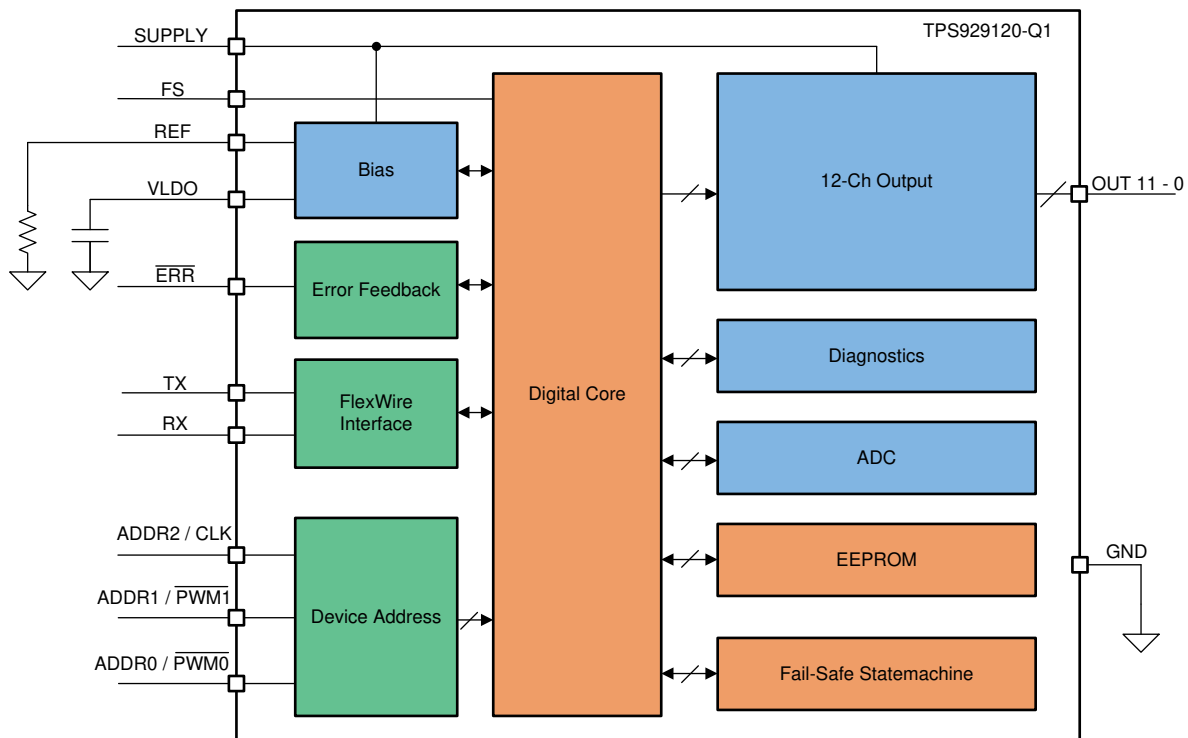 TPS929120-Q1
SUPPLY
FS
REF
VLDO
ERR
TX
RX
ADDR2 / CLK
ADDR1 / PWM1
ADDR0 / PWM0
Bias
Error Feedback
FlexWire
Interface
Device Address
Digital Core
12-Ch Output
Diagnostics
ADC
EEPROM
Fail-Safe Statemachine
OUT 11 - 0
GND